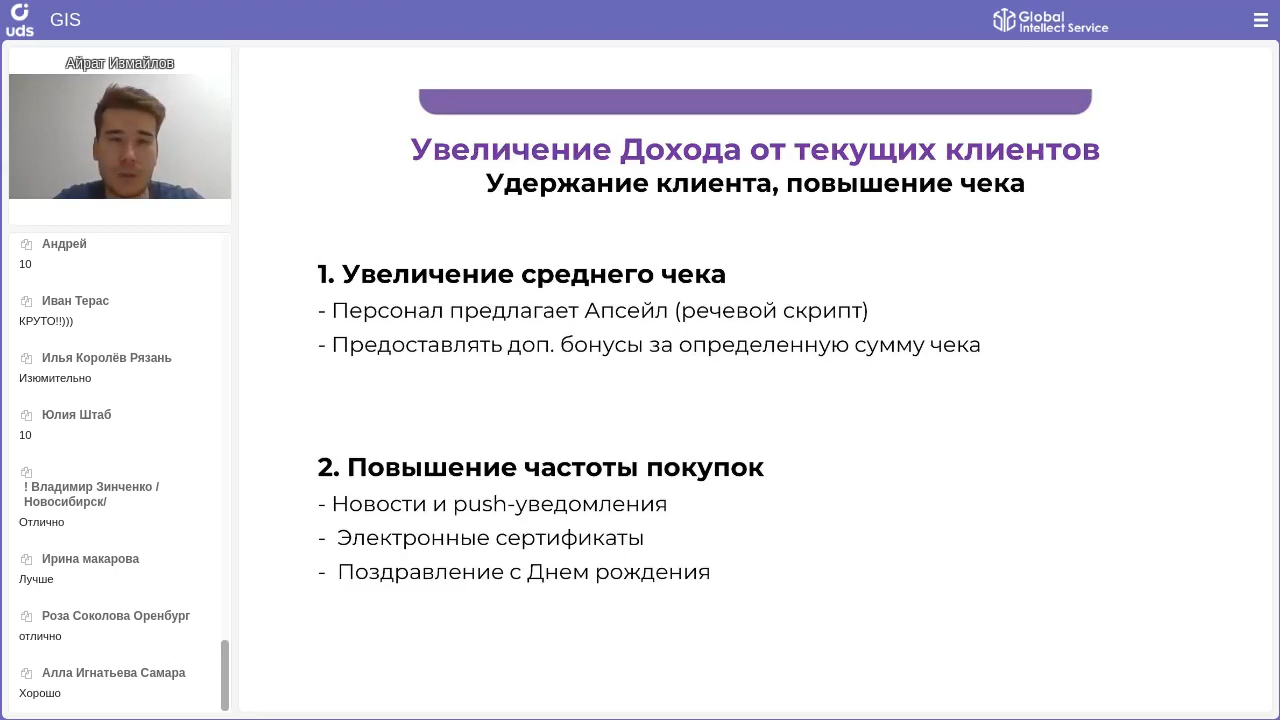 uds
GIS
Global
Intellect Service
Айрат Измайлов
Андрей
10
Иван Терас
КРУТО!!)))
Илья Королёв Рязань
Изюмительно
Юлия Штаб
10
! Владимир Зинченко /
Новосибирск/
Отлично
Ирина макарова
Лучше
Роза Соколова Оренбург
отлично
Алла Игнатьева Самара
Хорошо
Увеличение Дохода от текущих клиентов
Удержание клиента, повышение чека
1. Увеличение среднего чека
- Персонал предлагает Апсейл (речевой скрипт)
- Предоставлять доп. бонусы за определенную сумму чека
2. Повышение частоты покупок
- Новости и push-уведомления
- Электронные сертификаты
- Поздравление с Днем рождения